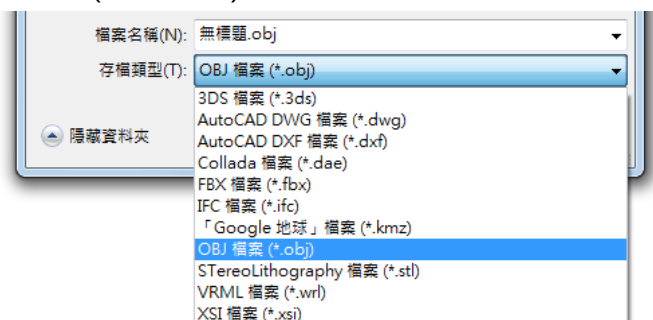 檔案名稱(N): 無標題.obj
存檔類型(T): OBJ 檔案 (*.obj)
3DS 檔案 (*.3ds)
AutoCAD DWG 檔案 (*.dwg)
隱藏資料夾 AutoCAD DXF 檔案 (*.dxf)
Collada 檔案 (*.dae)
FBX 檔案 (*.fbx)
IFC 檔案 (*.ifc)
「Google 地球」檔案 (*.kmz)
OBJ 檔案 (*.obj)
STereoLithography 檔案 (*.stl)
VRML 檔案 (*.wrl)
XSI 檔案 (*.xsi)